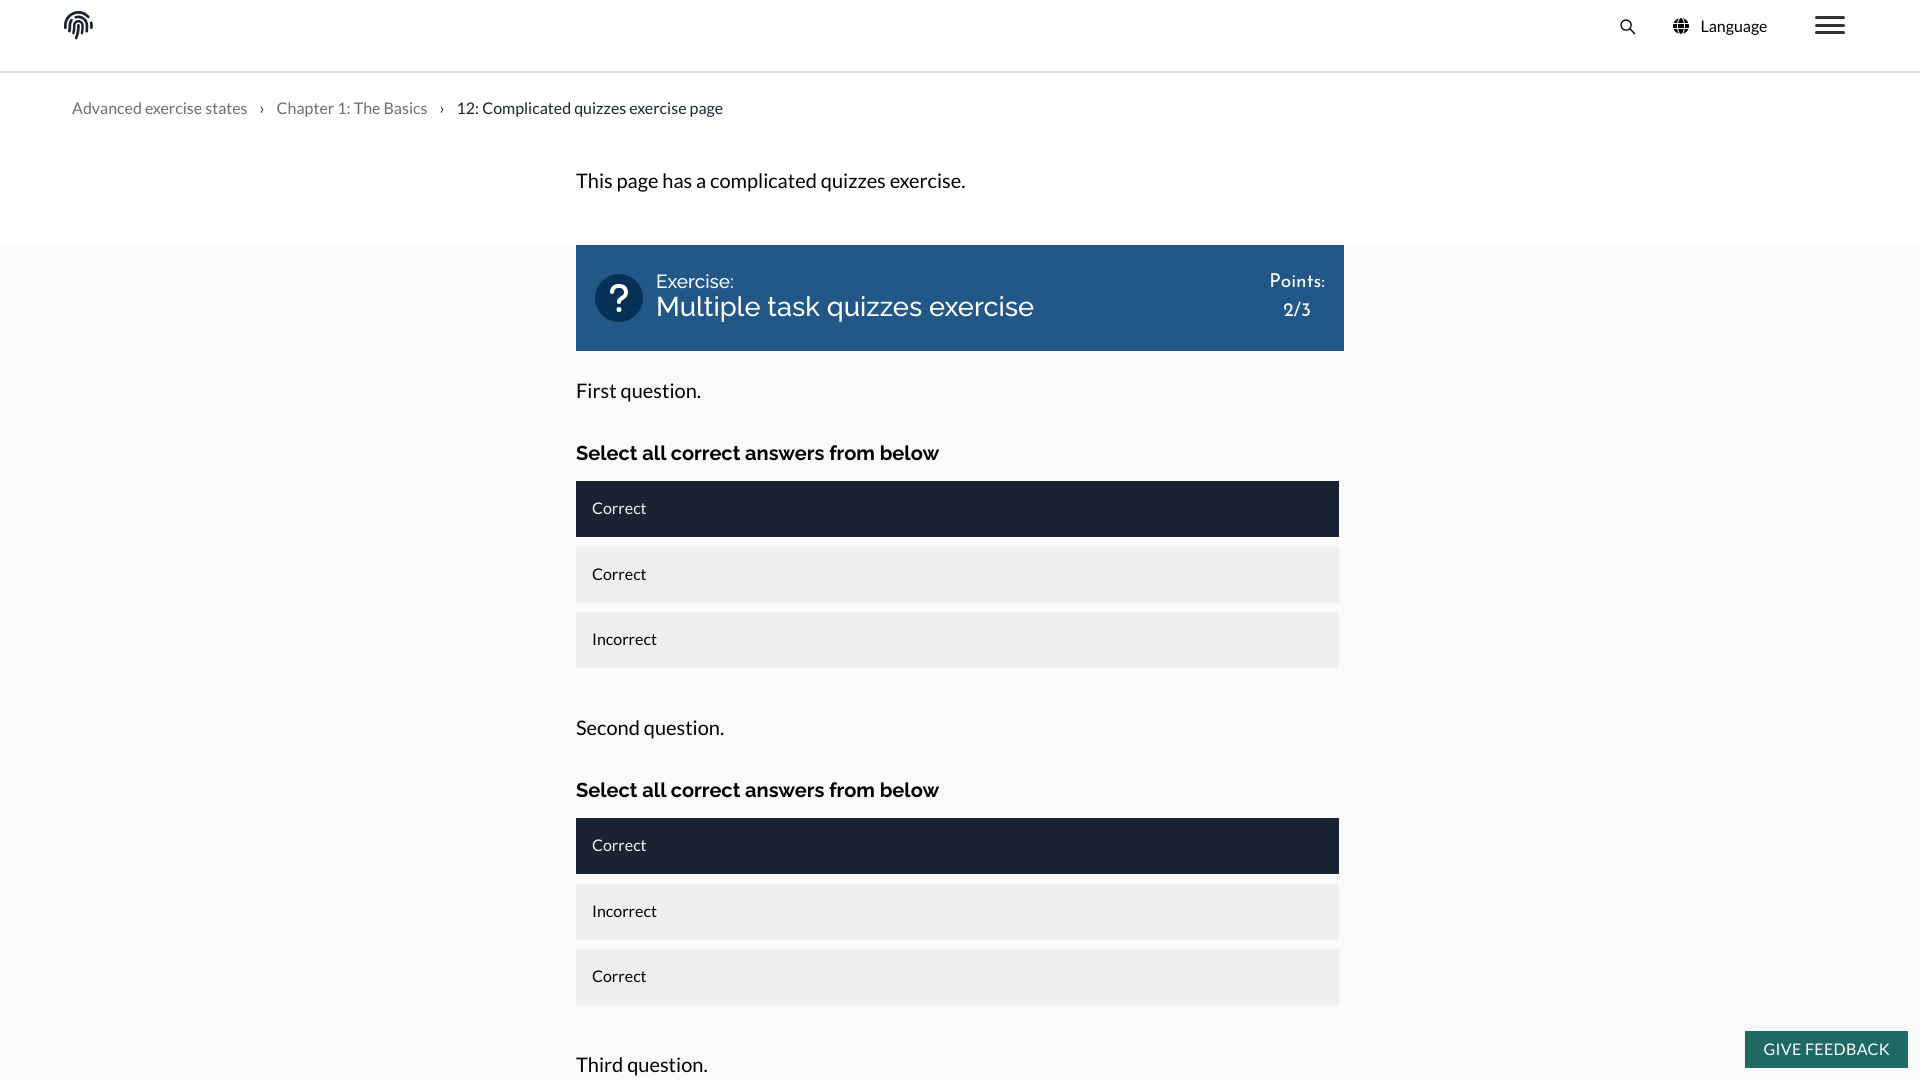 Language
Advanced exercise states › Chapter 1: The Basics › 12: Complicated quizzes exercise page
This page has a complicated quizzes exercise.
?
Exercise:
Multiple task quizzes exercise
Points:
2/3
First question.
Select all correct answers from below
Correct
Correct
Incorrect
Second question.
Select all correct answers from below
Correct
Incorrect
Correct
Third question.
GIVE FEEDBACK